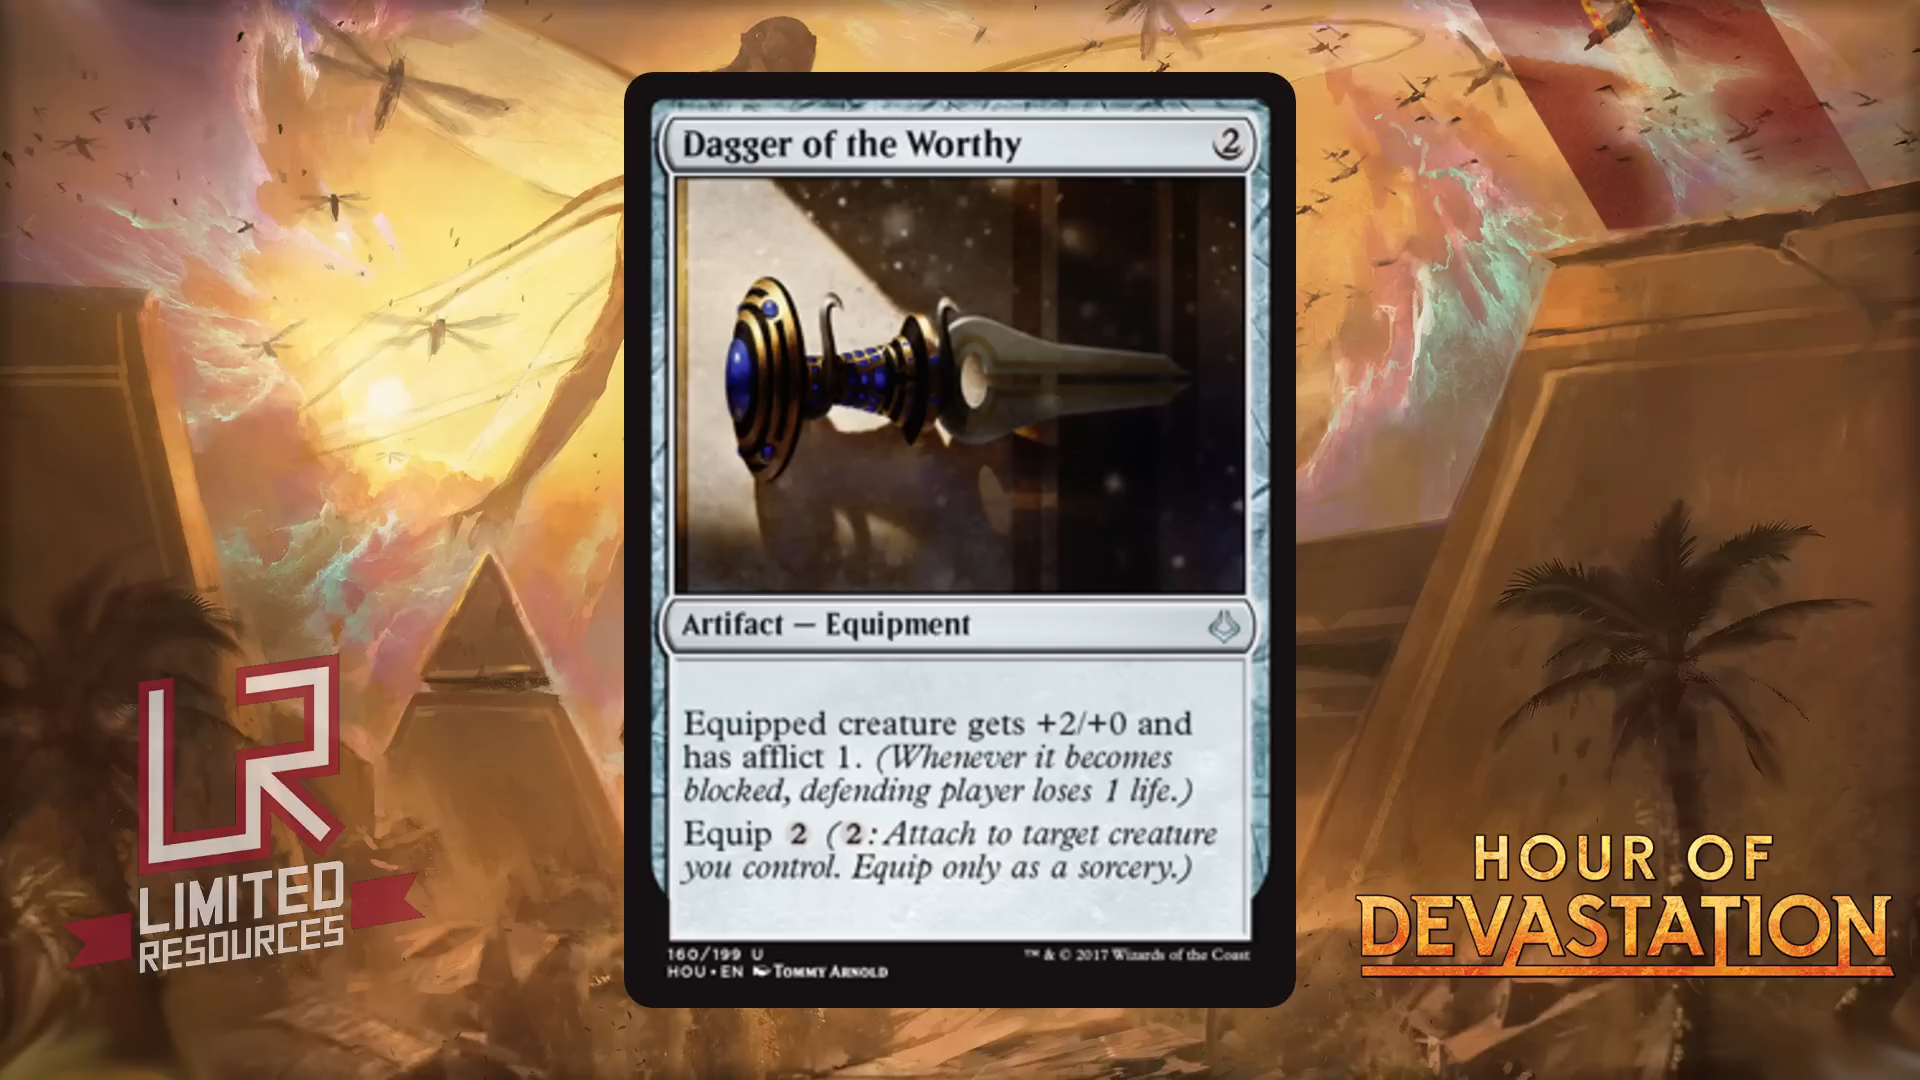 Dagger of the Worthy 2
Artifact — Equipment
Equipped creature gets +2/+0 and
has afflict 1. (Whenever it becomes
blocked, defending player loses 1 life.)
Equip 2 (2: Attach to target creature
you control. Equip only as a sorcery.)
160/199 U
HOU • EN Tommy Arnold
™ & © 2017 Wizards of the Coast
LR
LIMITED
RESOURCES
HOUR OF
DEVASTATION